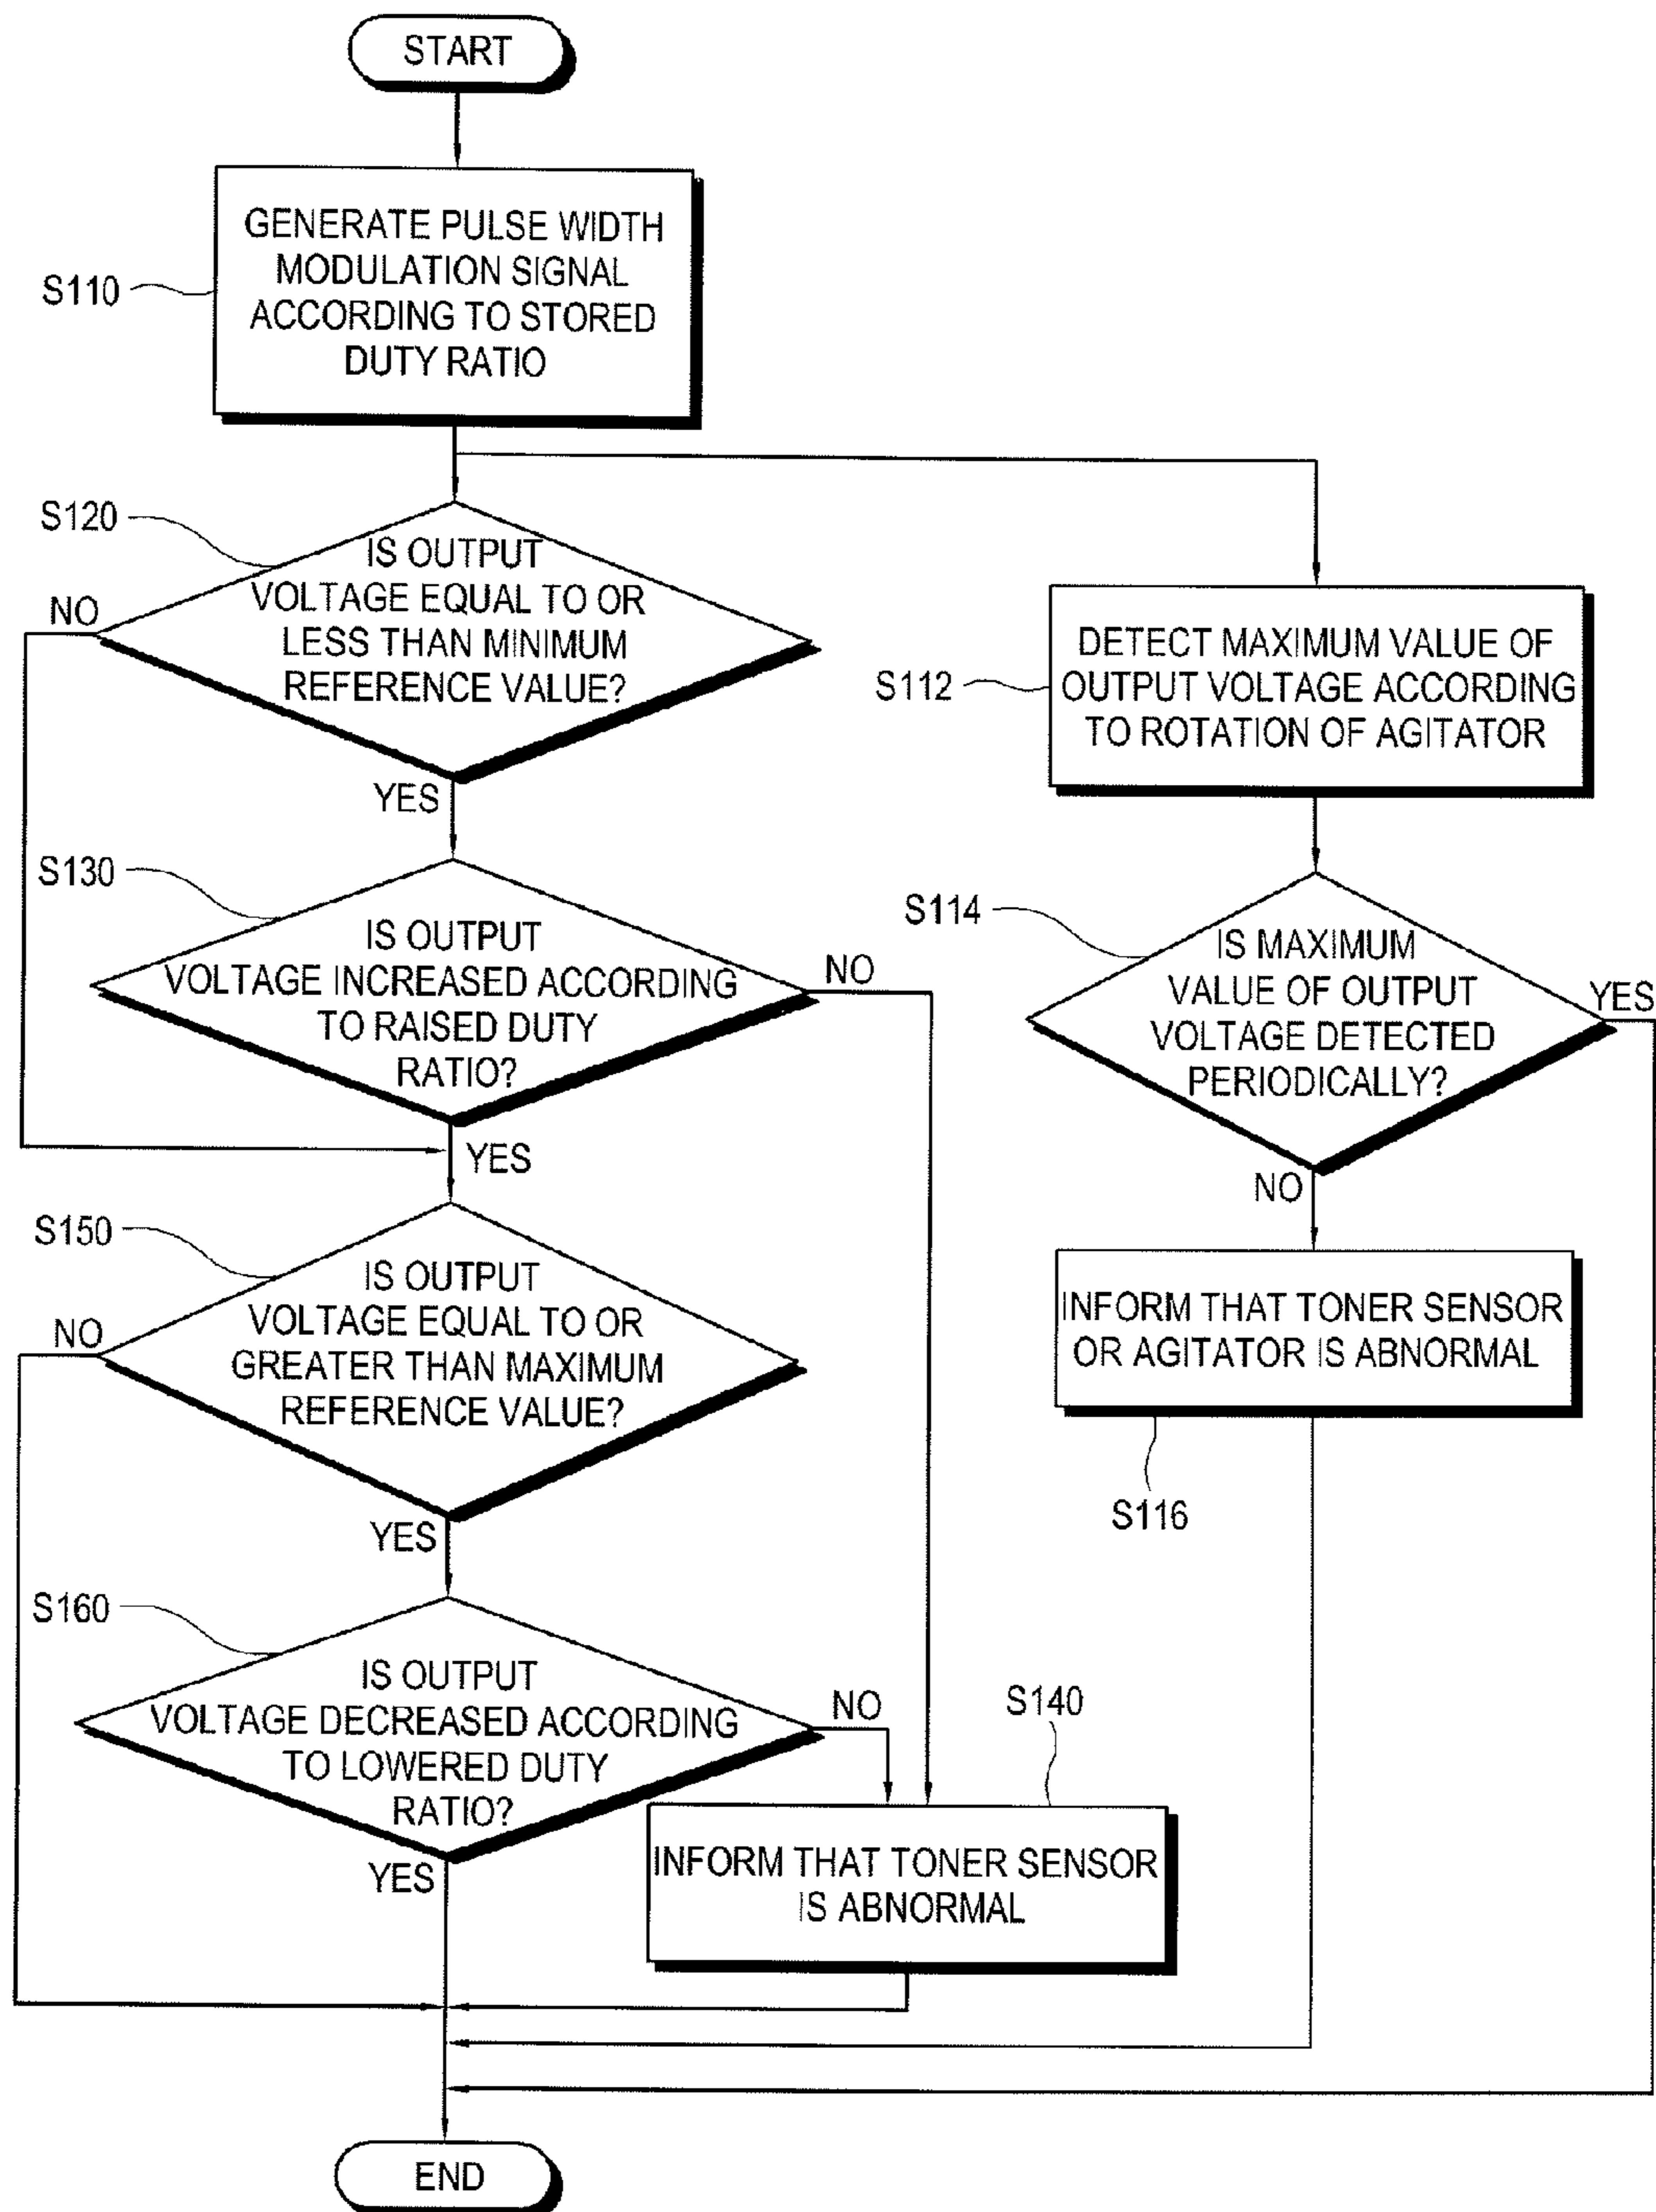 START
S110
GENERATE PULSE WIDTH
MODULATION SIGNAL
ACCORDING TO STORED
DUTY RATIO
S120
IS OUTPUT
VOLTAGE EQUAL TO OR
LESS THAN MINIMUM
REFERENCE VALUE?
NO
YES
S112
DETECT MAXIMUM VALUE OF
OUTPUT VOLTAGE ACCORDING
TO ROTATION OF AGITATOR
S130
IS OUTPUT
VOLTAGE INCREASED ACCORDING
TO RAISED DUTY
RATIO?
NO
YES
S114
IS MAXIMUM
VALUE OF OUTPUT
VOLTAGE DETECTED
PERIODICALLY?
YES
NO
S150
IS OUTPUT
VOLTAGE EQUAL TO OR
GREATER THAN MAXIMUM
REFERENCE VALUE?
NO
YES
INFORM THAT TONER SENSOR
OR AGITATOR IS ABNORMAL
S116
S160
IS OUTPUT
VOLTAGE DECREASED ACCORDING
TO LOWERED DUTY
RATIO?
NO
YES
S140
INFORM THAT TONER SENSOR
IS ABNORMAL
END